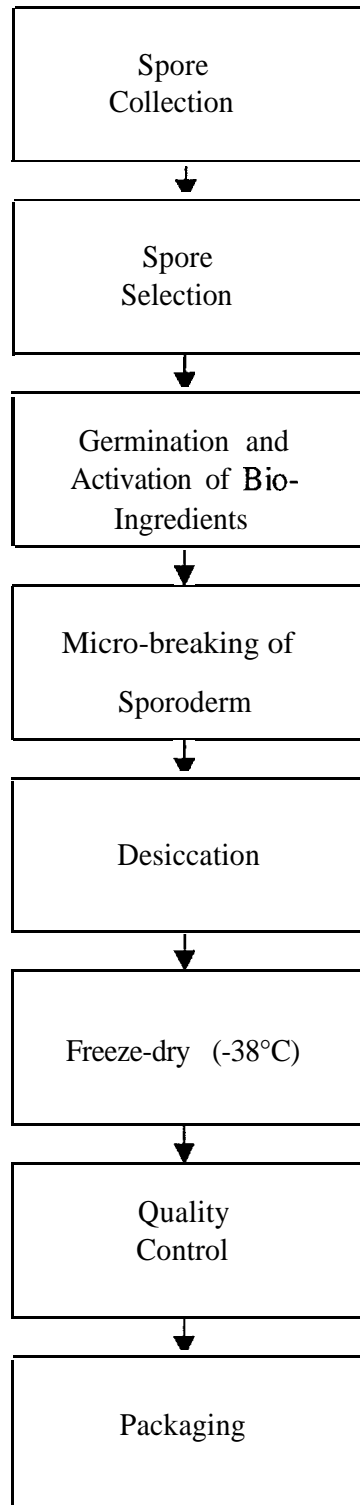 Spore
Collection
Spore
Selection
Germination and
Activation of Bio-
Ingredients
Micro-breaking of
Sporoderm
Desiccation
Freeze-dry (-38°C)
Quality
Control
Packaging